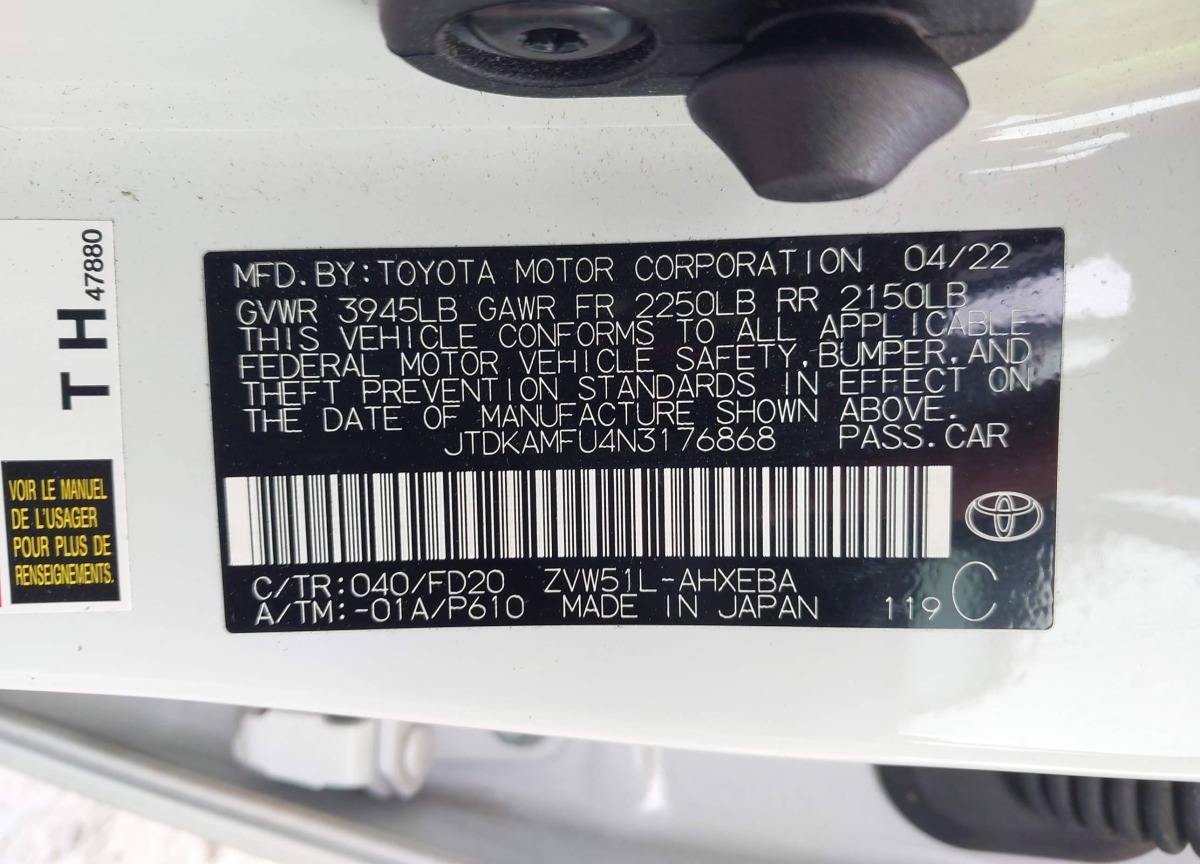 MFD.BY:TOYOTA MOTOR CORPORATION 04/22
GVWR 3945LB GAWR FR 2250LB RR 2150LB
THIS VEHICLE CONFORMS TO ALL APPLICABLE
FEDERAL MOTOR VEHICLE SAFETY,BUMPER,AND
THEFT PREVENTION STANDARDS IN EFFECT ON
THE DATE OF MANUFACTURE SHOWN ABOVE.
JTDKAMFU4N3176868 PASS.CAR
C/TR:040/FD20 ZVW51L-AHXEBA
A/TM:-01A/P610 MADE IN JAPAN 119 C
T H 47880
VOIR LE MANUEL
DE L'USAGER
POUR PLUS DE
RENSEIGNEMENTS.